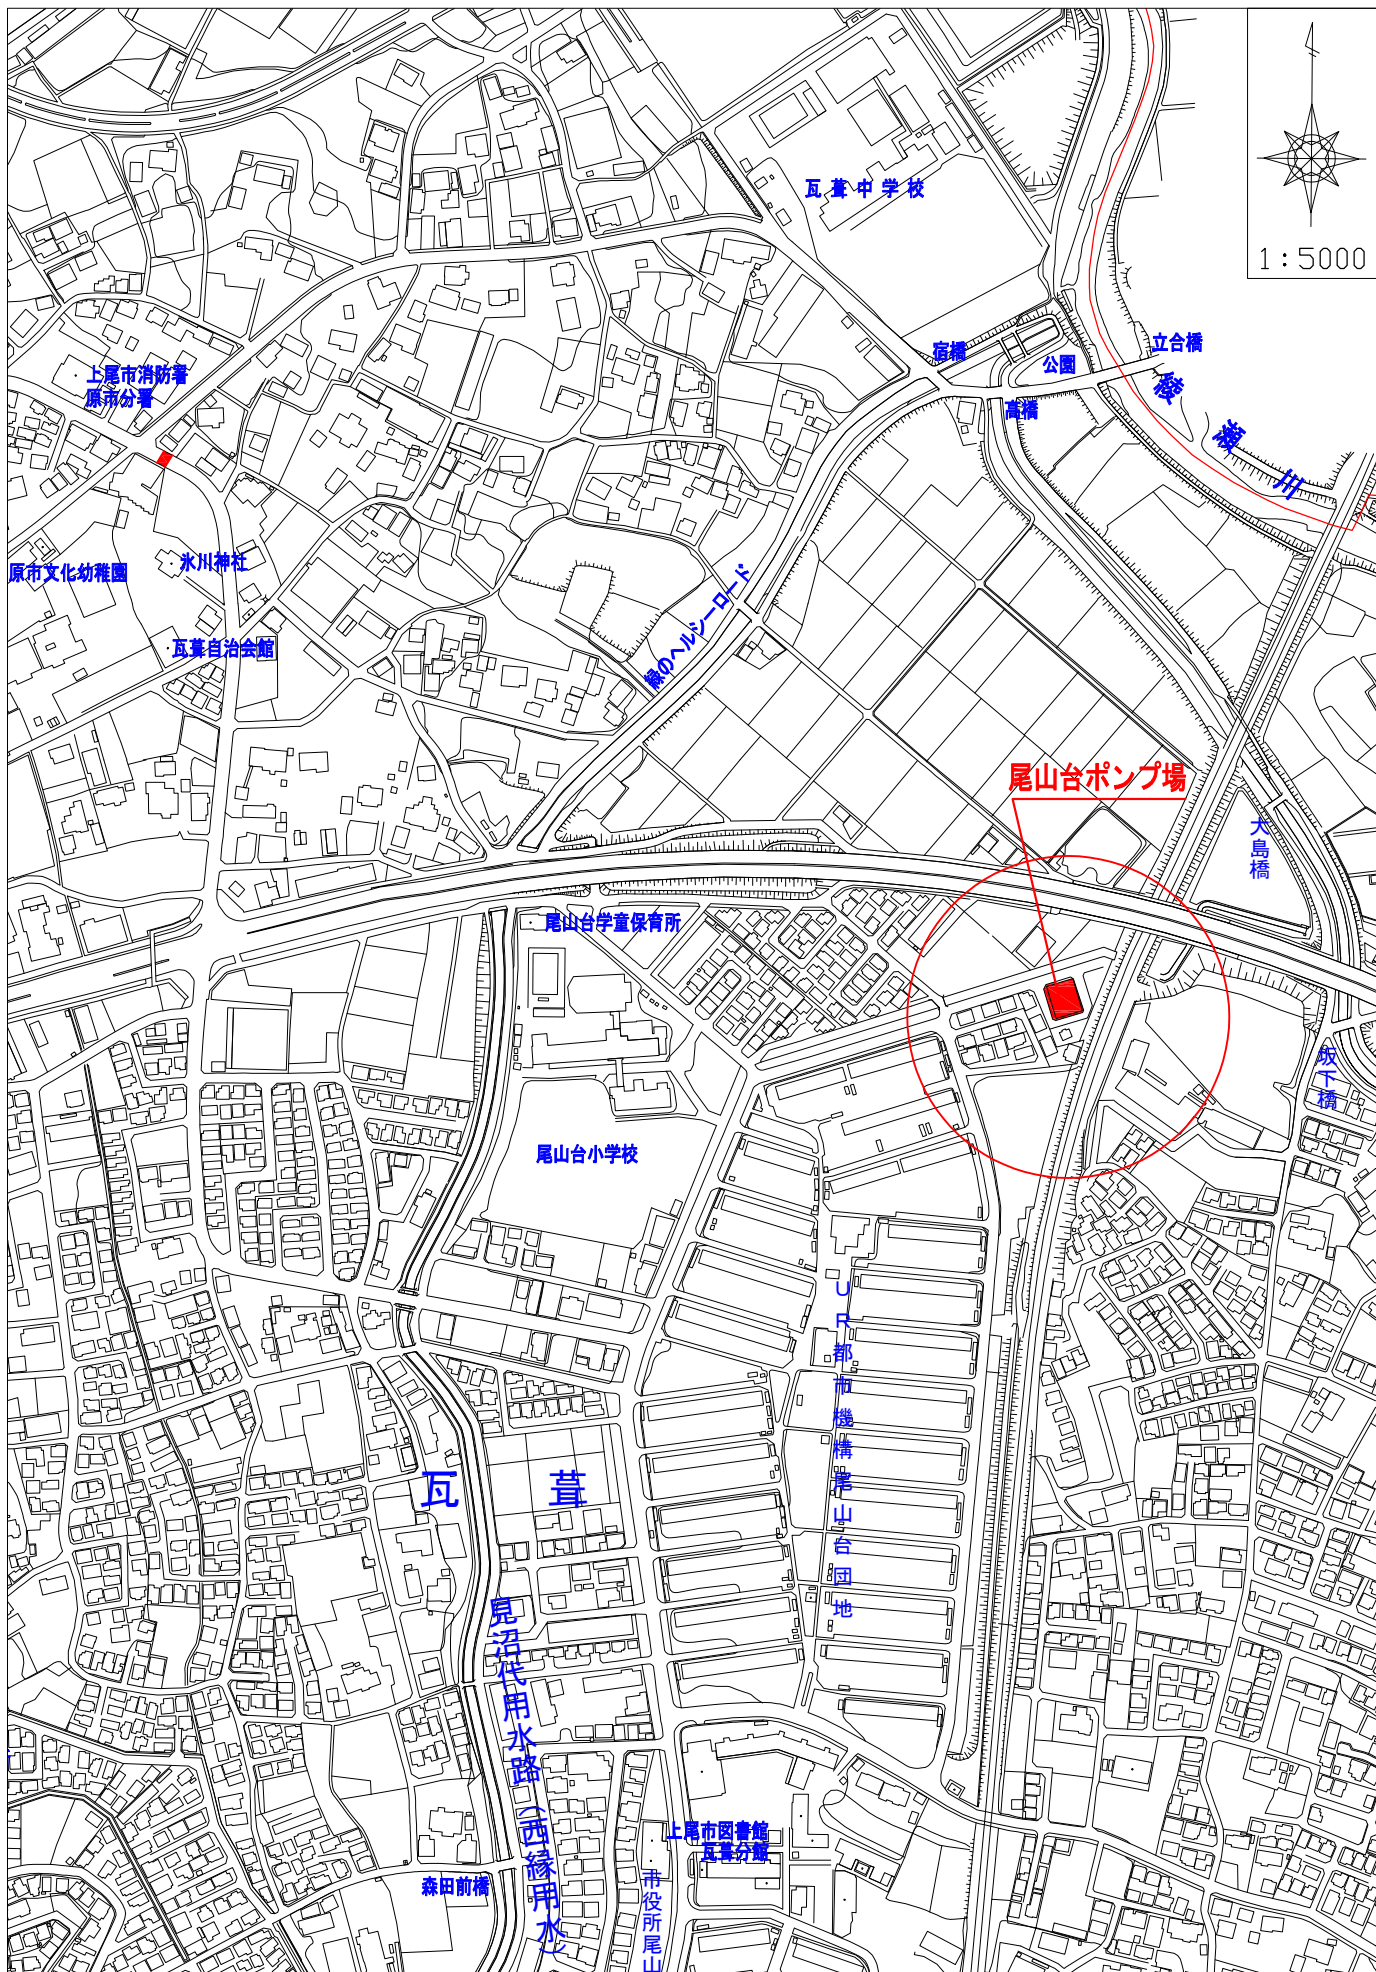 1:5000
瓦葺中学校
立合橋
宿橋
公園
高橋
綾瀬川
上尾市消防署
原市分署
氷川神社
原市文化幼稚園
瓦葺自治会館
緑のヘルシーロード
尾山台ポンプ場
大島橋
尾山台学童保育所
坂下橋
尾山台小学校
UR都市機構尾山台団地
瓦葺
見沼代用水路(西縁用水)
上尾市図書館
瓦葺分館
森田前橋
市役所尾山